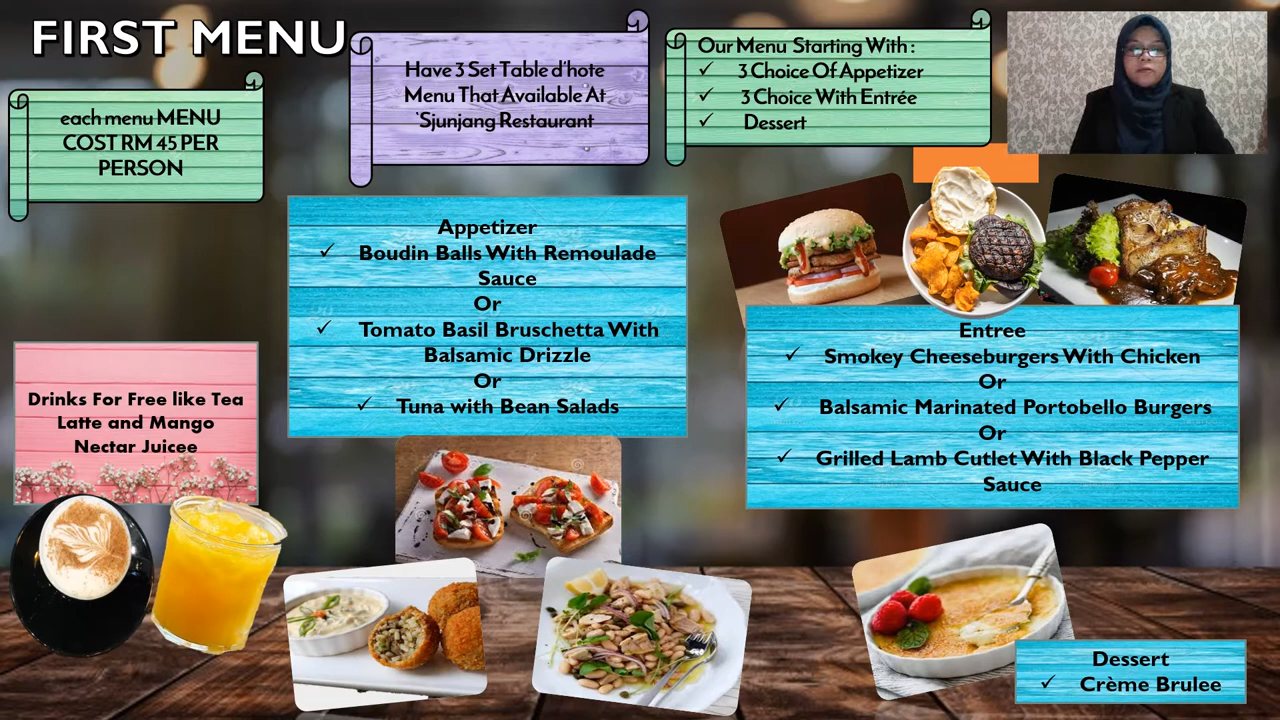 FIRST MENU
each menu MENU
COST RM 45 PER
PERSON
Have 3 Set Table d'hote
Menu That Available At
'Sjunjang Restaurant
Our Menu Starting With :
✓ 3 Choice Of Appetizer
✓ 3 Choice With Entrée
✓ Dessert
Appetizer
✓ Boudin Balls With Remoulade
Sauce
Or
✓ Tomato Basil Bruschetta With
Balsamic Drizzle
Or
✓ Tuna with Bean Salads
Entree
✓ Smokey Cheeseburgers With Chicken
Or
✓ Balsamic Marinated Portobello Burgers
Or
✓ Grilled Lamb Cutlet With Black Pepper
Sauce
Drinks For Free like Tea
Latte and Mango
Nectar Juicee
Dessert
✓ Crème Brulee